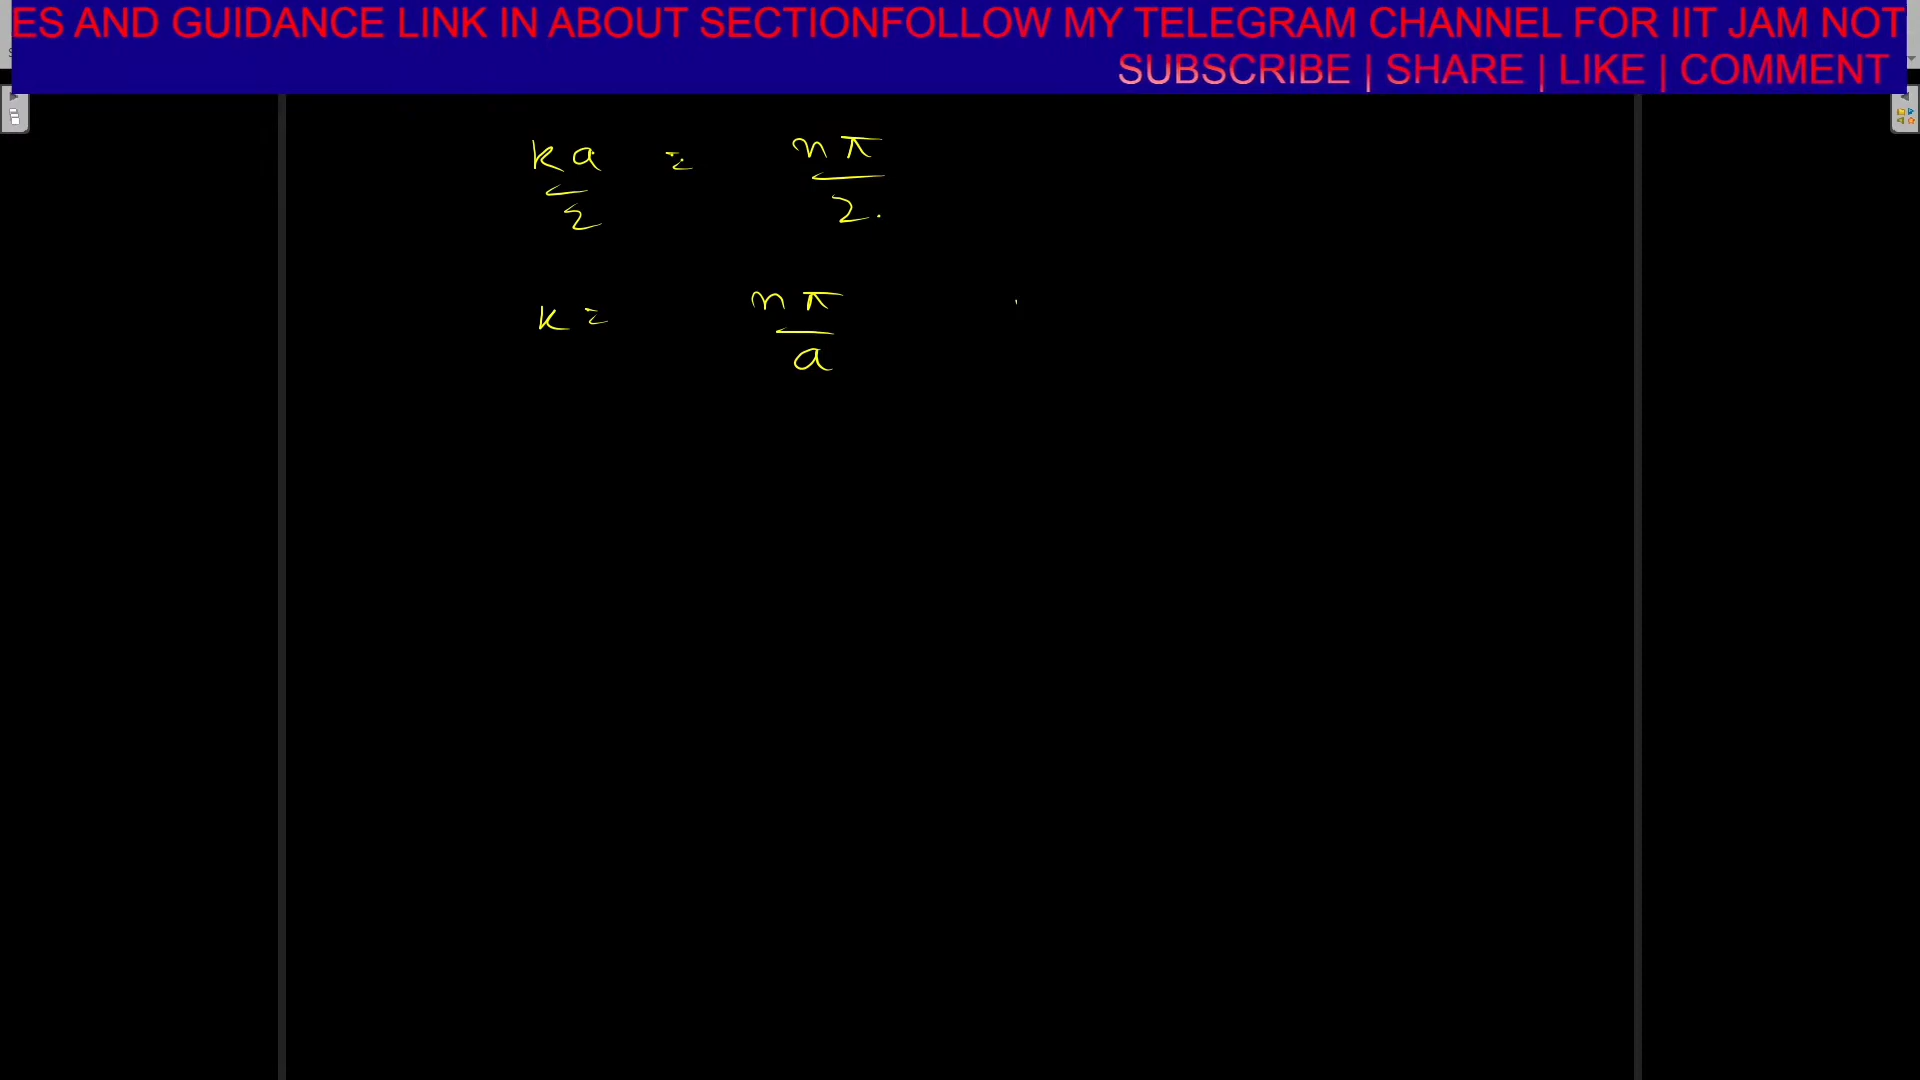 ES AND GUIDANCE LINK IN ABOUT SECTIONFOLLOW MY TELEGRAM CHANNEL FOR IIT JAM NOT
SUBSCRIBE | SHARE | LIKE | COMMENT
ka/2 = nπ/2.
k = nπ/a